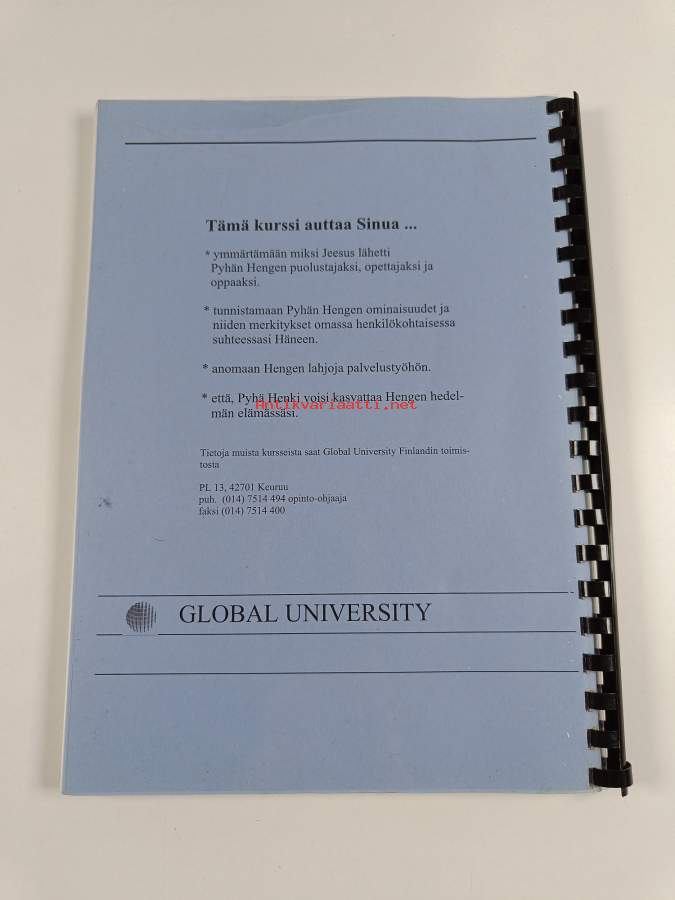 Tämä kurssi auttaa Sinua ...
* ymmärtämään miksi Jeesus lähetti
Pyhän Hengen puolustajaksi, opettajaksi ja
oppaaksi.
* tunnistamaan Pyhän Hengen ominaisuudet ja
niiden merkitykset omassa henkilökohtaisessa
suhteessasi Häneen.
* anomaan Hengen lahjoja palvelustyöhön.
* että, Pyhä Henki voisi kasvattaa Hengen hedel-
Antikvariaatti.net
män elämässäsi.
Tietoja muista kursseista saat Global University Finlandin toimis-
tosta
PL 13, 42701 Keuruu
puh. (014) 7514 494 opinto-ohjaaja
faksi (014) 7514 400
GLOBAL UNIVERSITY